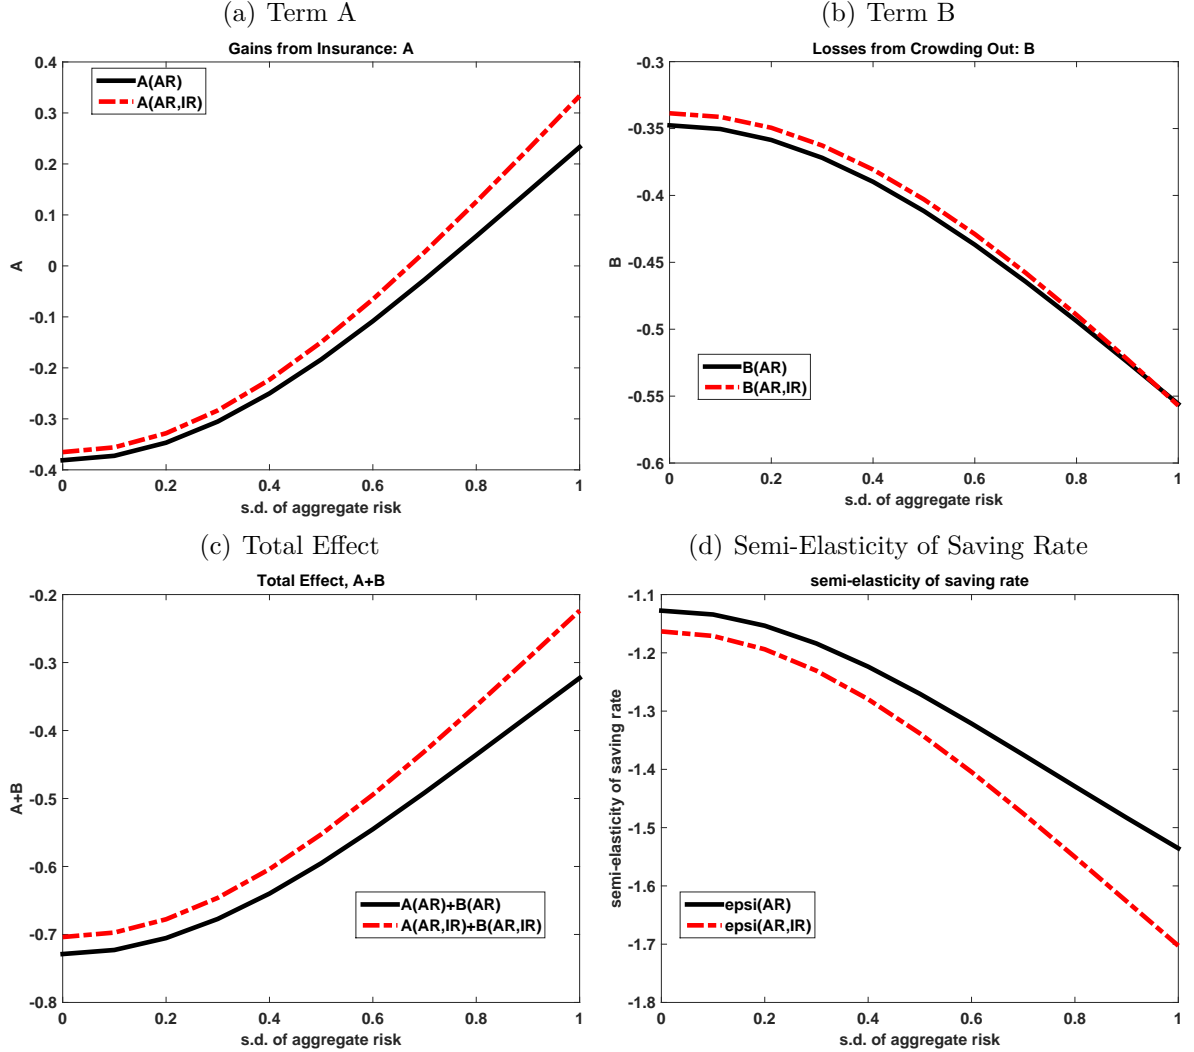 (a) Term A
Gains from Insurance: A
0.4
0.3
0.2
0.1
0
-0.1
-0.2
-0.3
-0.4
A
A(AR)
A(AR,IR)
0 0.2 0.4 0.6 0.8 1
s.d. of aggregate risk
(b) Term B
Losses from Crowding Out: B
-0.3
-0.35
-0.4
-0.45
-0.5
-0.55
-0.6
B
B(AR)
B(AR,IR)
0 0.2 0.4 0.6 0.8 1
s.d. of aggregate risk
(c) Total Effect
Total Effect, A+B
-0.2
-0.3
-0.4
-0.5
-0.6
-0.7
-0.8
A+B
A(AR)+B(AR)
A(AR,IR)+B(AR,IR)
0 0.2 0.4 0.6 0.8 1
s.d. of aggregate risk
(d) Semi-Elasticity of Saving Rate
semi-elasticity of saving rate
-1.1
-1.2
-1.3
-1.4
-1.5
-1.6
-1.7
-1.8
semi-elasticity of saving rate
epsi(AR)
epsi(AR,IR)
0 0.2 0.4 0.6 0.8 1
s.d. of aggregate risk